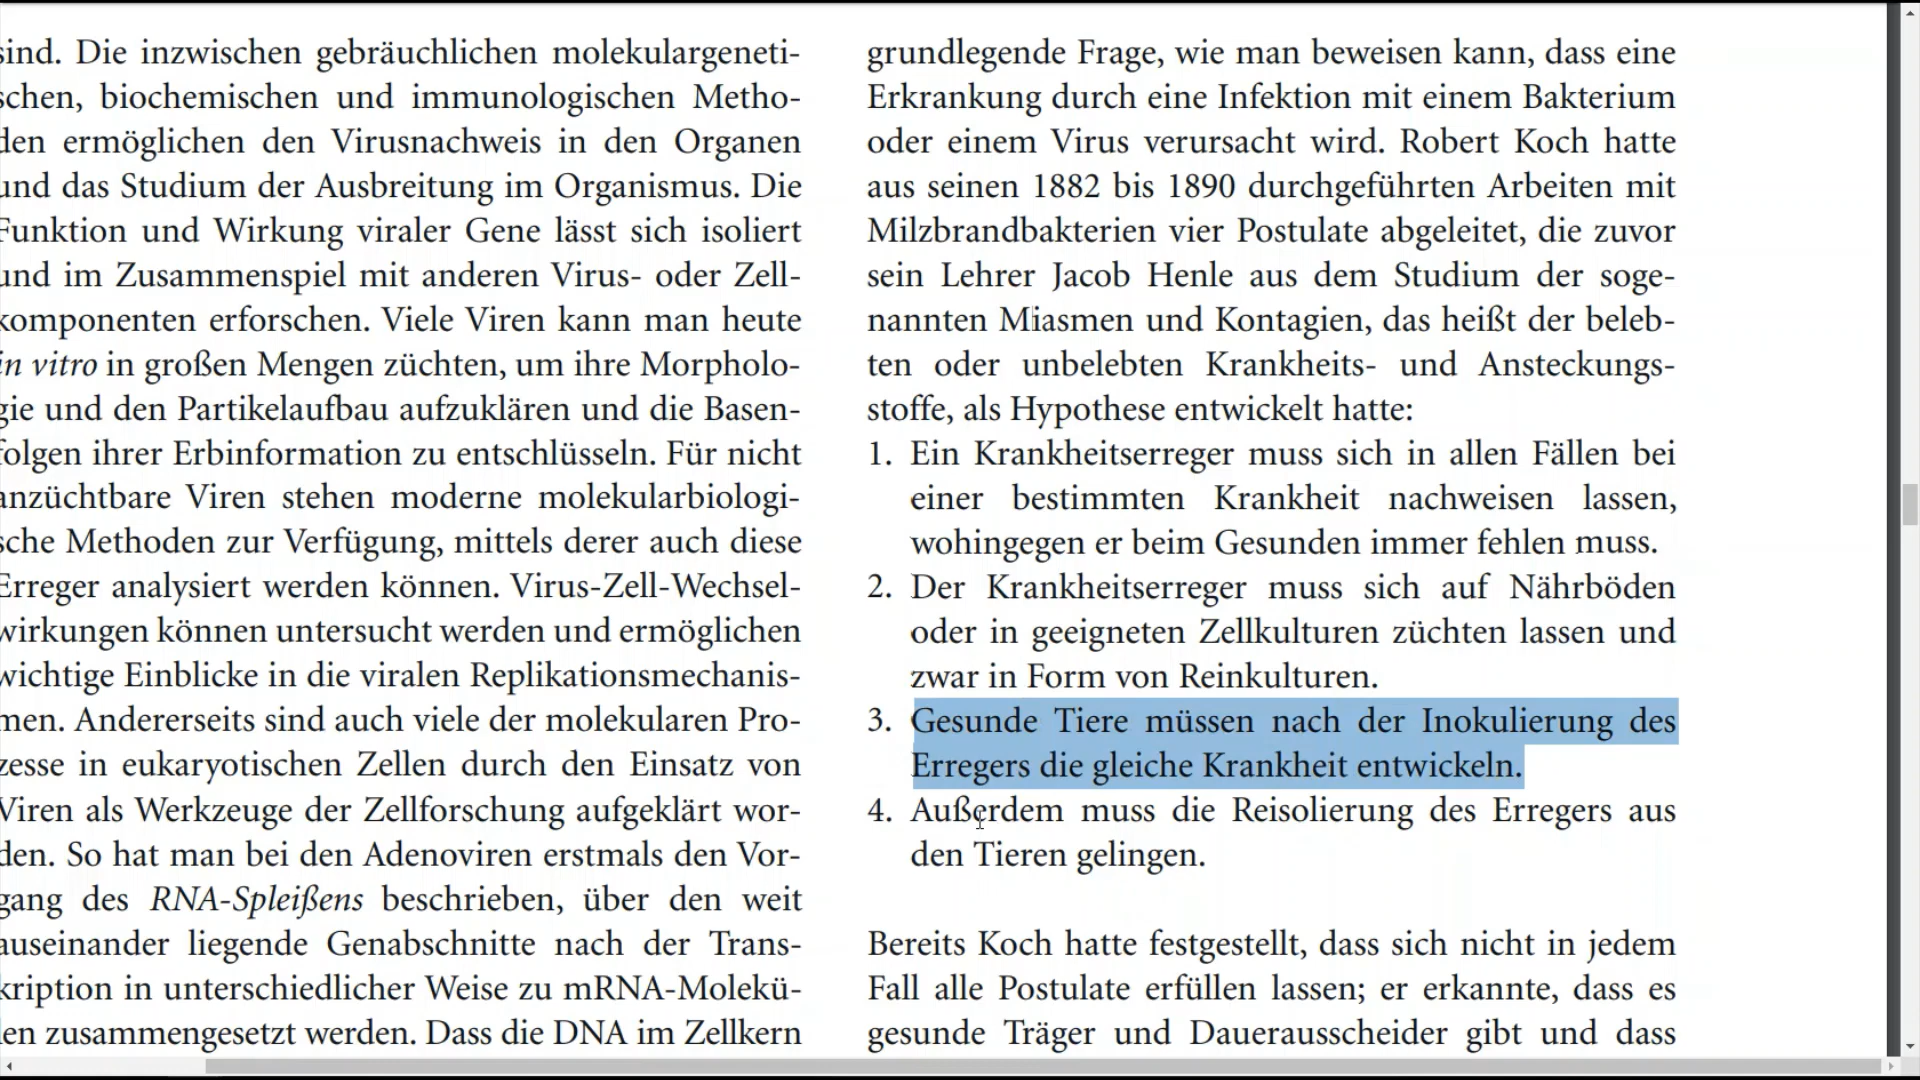 sind. Die inzwischen gebräuchlichen molekulargeneti-
schen, biochemischen und immunologischen Metho-
den ermöglichen den Virusnachweis in den Organen
und das Studium der Ausbreitung im Organismus. Die
Funktion und Wirkung viraler Gene lässt sich isoliert
und im Zusammenspiel mit anderen Virus- oder Zell-
komponenten erforschen. Viele Viren kann man heute
in vitro in großen Mengen züchten, um ihre Morpholo-
gie und den Partikelaufbau aufzuklären und die Basen-
folgen ihrer Erbinformation zu entschlüsseln. Für nicht
anzüchtbare Viren stehen moderne molekularbiologi-
sche Methoden zur Verfügung, mittels derer auch diese
Erreger analysiert werden können. Virus-Zell-Wechsel-
wirkungen können untersucht werden und ermöglichen
wichtige Einblicke in die viralen Replikationsmechanis-
men. Andererseits sind auch viele der molekularen Pro-
zesse in eukaryotischen Zellen durch den Einsatz von
Viren als Werkzeuge der Zellforschung aufgeklärt wor-
den. So hat man bei den Adenoviren erstmals den Vor-
gang des RNA-Spleißens beschrieben, über den weit
auseinander liegende Genabschnitte nach der Trans-
kription in unterschiedlicher Weise zu mRNA-Molekü-
len zusammengesetzt werden. Dass die DNA im Zellkern
grundlegende Frage, wie man beweisen kann, dass eine
Erkrankung durch eine Infektion mit einem Bakterium
oder einem Virus verursacht wird. Robert Koch hatte
aus seinen 1882 bis 1890 durchgeführten Arbeiten mit
Milzbrandbakterien vier Postulate abgeleitet, die zuvor
sein Lehrer Jacob Henle aus dem Studium der soge-
nannten Miasmen und Kontagien, das heißt der beleb-
ten oder unbelebten Krankheits- und Ansteckungs-
stoffe, als Hypothese entwickelt hatte:
1. Ein Krankheitserreger muss sich in allen Fällen bei
einer bestimmten Krankheit nachweisen lassen,
wohingegen er beim Gesunden immer fehlen muss.
2. Der Krankheitserreger muss sich auf Nährböden
oder in geeigneten Zellkulturen züchten lassen und
zwar in Form von Reinkulturen.
3. Gesunde Tiere müssen nach der Inokulierung des
Erregers die gleiche Krankheit entwickeln.
4. Außerdem muss die Reisolierung des Erregers aus
den Tieren gelingen.
Bereits Koch hatte festgestellt, dass sich nicht in jedem
Fall alle Postulate erfüllen lassen; er erkannte, dass es
gesunde Träger und Dauerausscheider gibt und dass